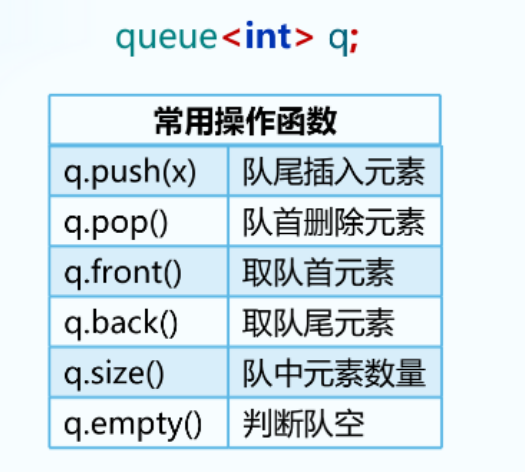 queue<int> q;
常用操作函数
q.push(x) 队尾插入元素
q.pop() 队首删除元素
q.front() 取队首元素
q.back() 取队尾元素
q.size() 队中元素数量
q.empty() 判断队空